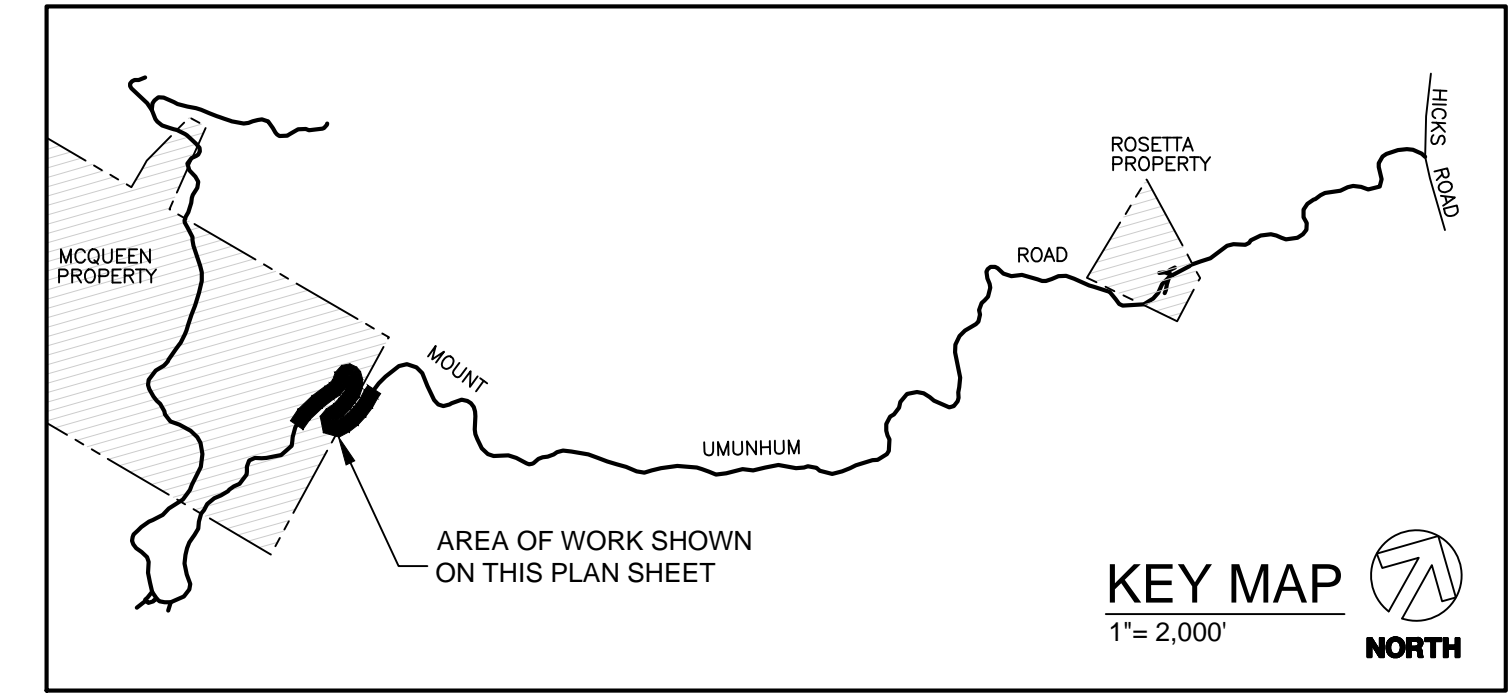 HICKS
ROAD
ROSETTA
PROPERTY
MCQUEEN
PROPERTY
ROAD
MOUNT
UMUNHUM
AREA OF WORK SHOWN
ON THIS PLAN SHEET
KEY MAP
1"= 2,000'
NORTH